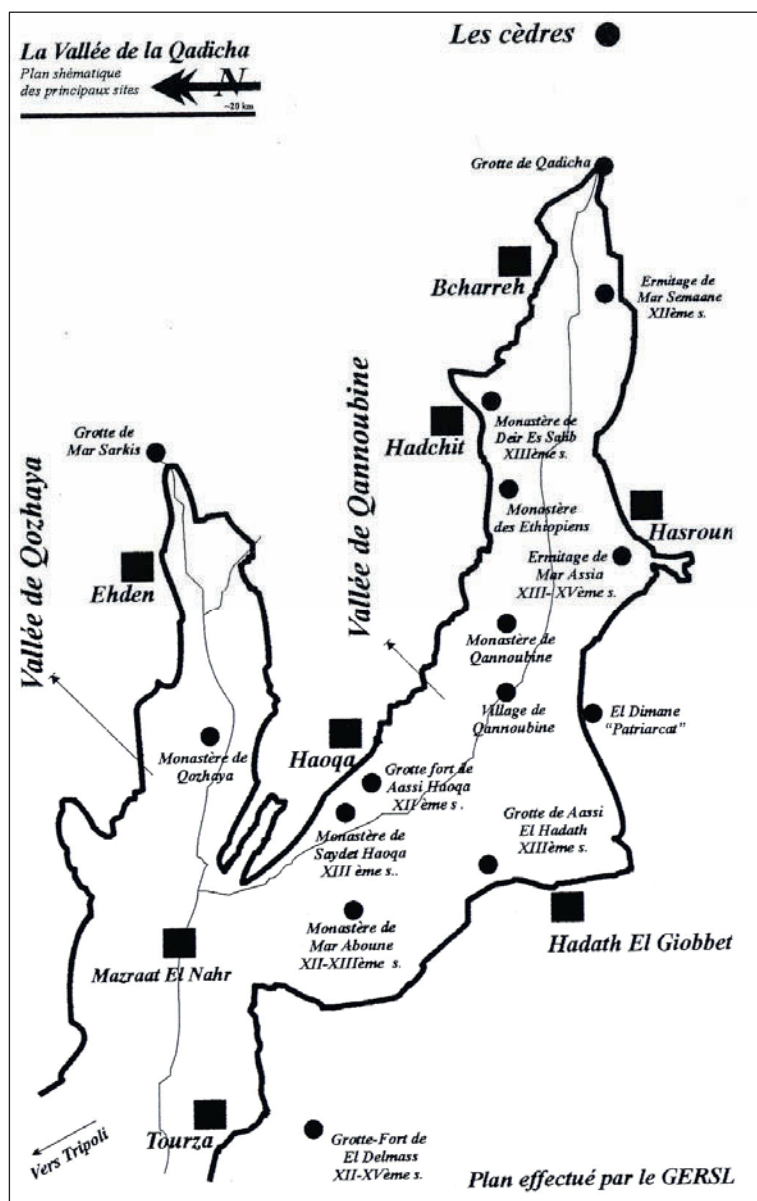 La Vallée de la Qadicha
Plan shématique
des principaux sites
N
~20 km
Les cèdres
Grotte de Qadicha
Bcharreh
Ermitage de
Mar Semaane
XIIème s.
Vallée de Qannoubine
Hadchit
Monastère de
Deir Es Salib
XIIIème s.
Grotte de
Mar Sarkis
Vallée de Qozhaya
Monastère
des Ethiopiens
Hasroun
Ehden
Ermitage de
Mar Assia
XIII-XVème s.
Monastère de
Qannoubine
Village de
Qannoubine
El Dimane
"Patriarcat"
Monastère de
Qozhaya
Haoqa
Grotte fort de
Aassi Haoqa
Monastère de
Saydet Haoqa
XIII ème s..
Grotte de Aassi
El Hadath
XIIIème s.
Monastère de
Mar Aboune
XII-XIIIème s.
Hadath El Giobbet
Mazraat El Nahr
Tourza
Vers Tripoli
Grotte-Fort de
El Delmass
XII-XVème s.
Plan effectué par le GERSL